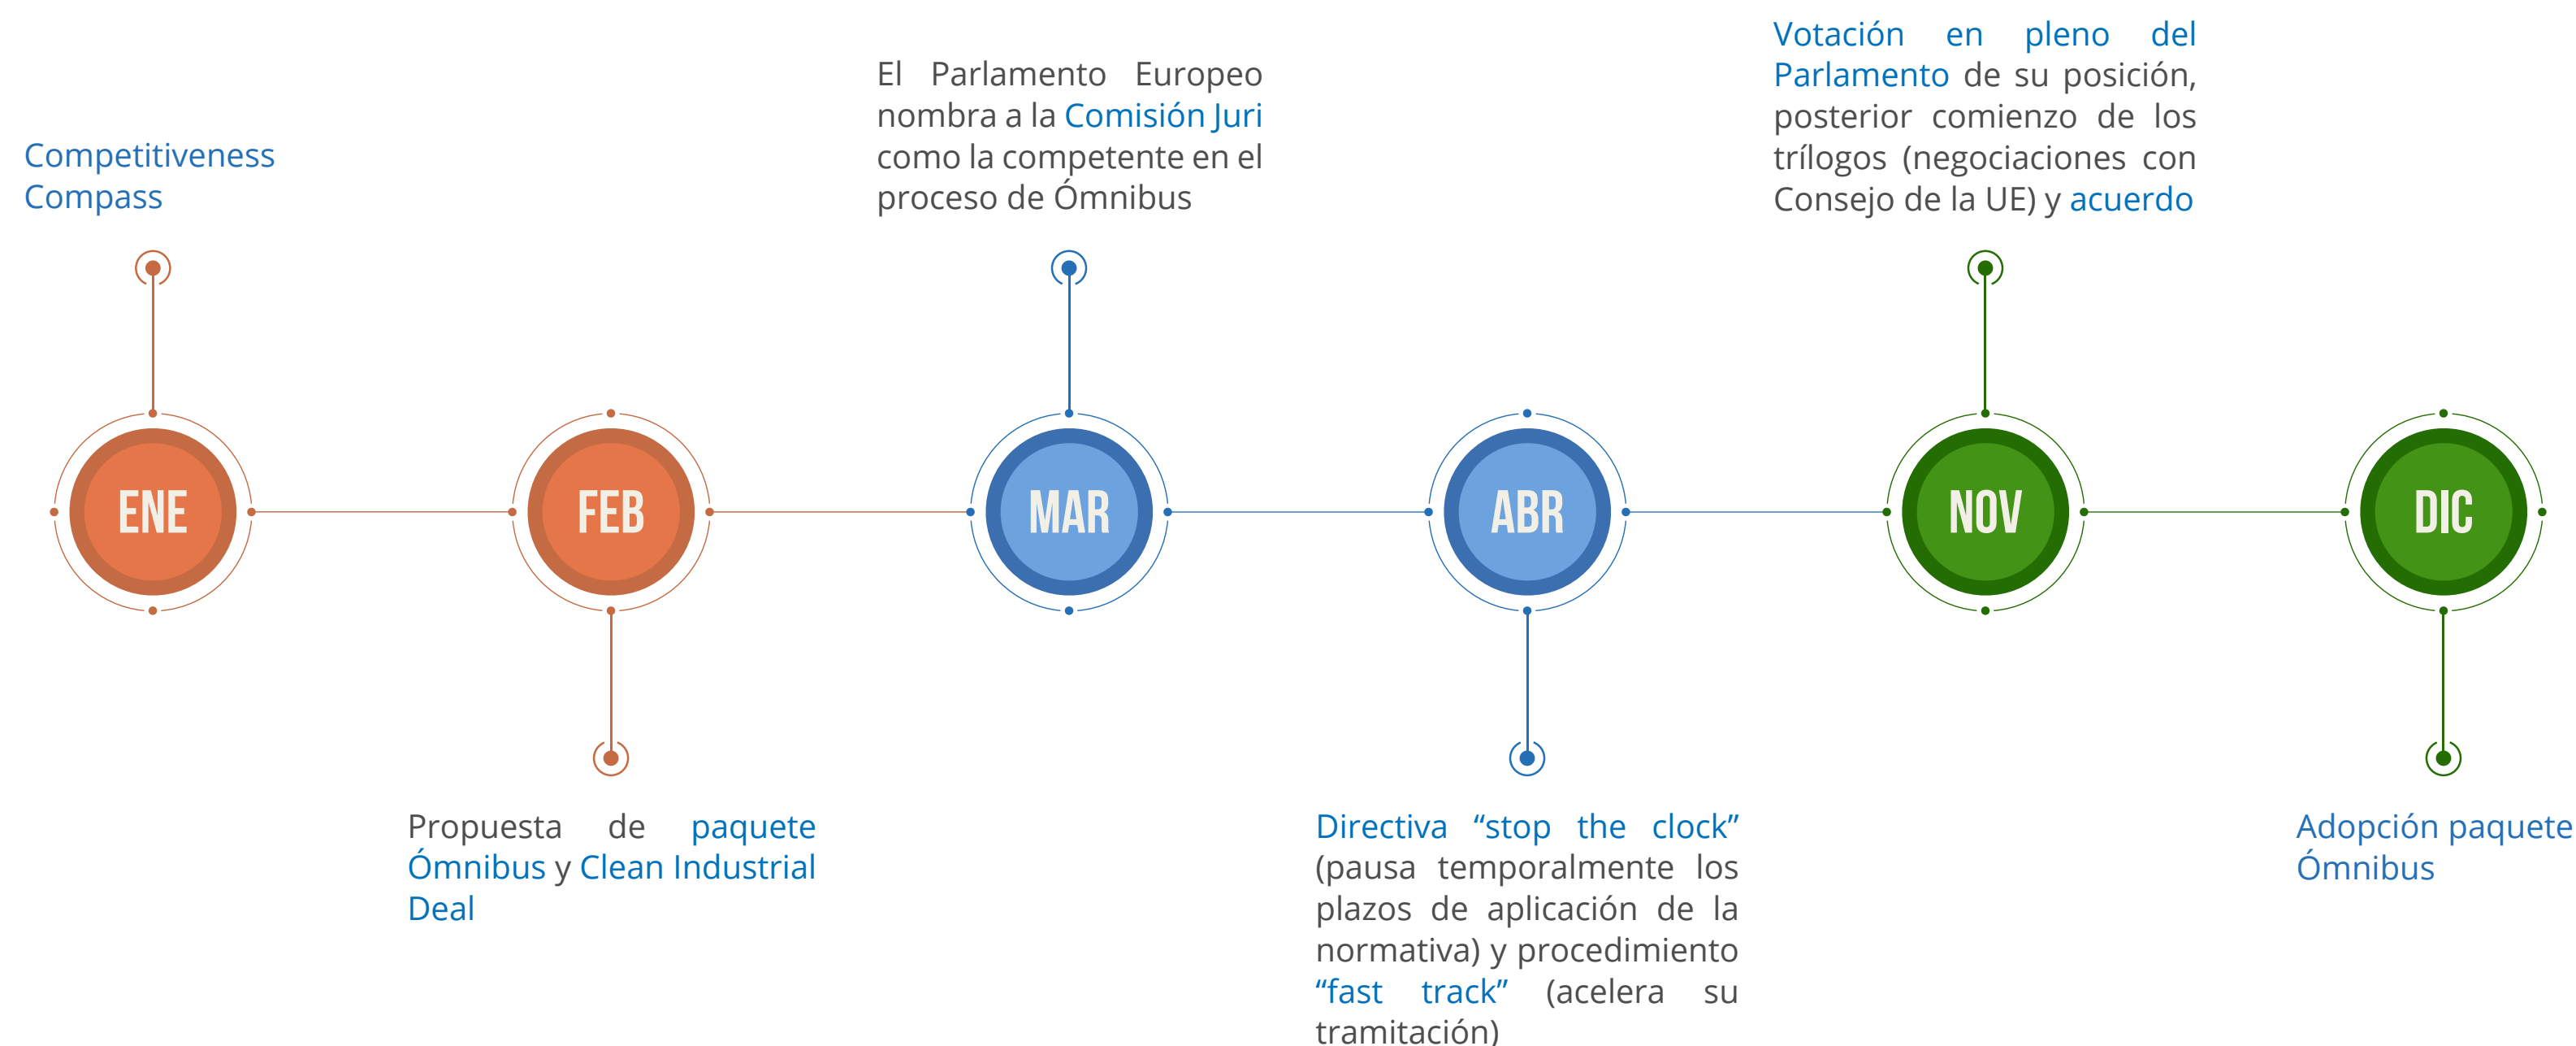 Competitiveness
Compass
ENE
FEB
Propuesta de paquete
Ómnibus y Clean Industrial
Deal
El Parlamento Europeo
nombra a la Comisión Juri
como la competente en el
proceso de Ómnibus
MAR
ABR
Directiva “stop the clock”
(pausa temporalmente los
plazos de aplicación de la
normativa) y procedimiento
“fast track” (acelera su
tramitación)
Votación en pleno del
Parlamento de su posición,
posterior comienzo de los
trílogos (negociaciones con
Consejo de la UE) y acuerdo
NOV
DIC
Adopción paquete
Ómnibus